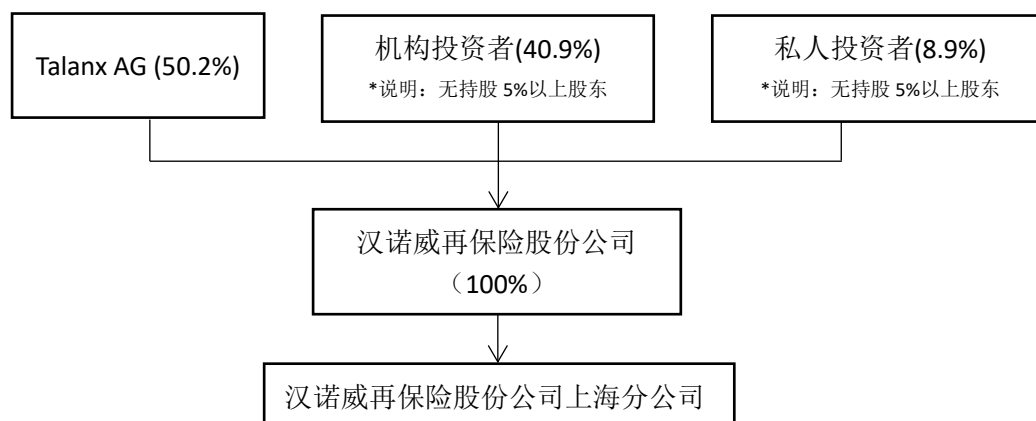 Talanx AG (50.2%)
机构投资者(40.9%)
*说明：无持股 5%以上股东
私人投资者(8.9%)
*说明：无持股 5%以上股东
汉诺威再保险股份公司
（100%）
汉诺威再保险股份公司上海分公司